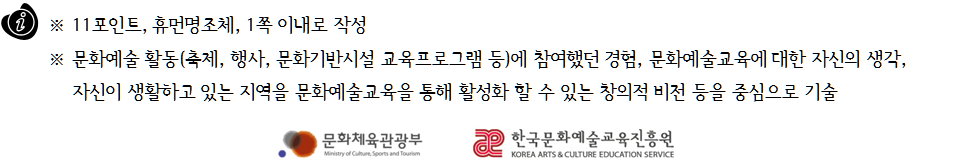 ※ 11포인트, 휴먼명조체, 1쪽 이내로 작성
※ 문화예술 활동(축제, 행사, 문화기반시설 교육프로그램 등)에 참여했던 경험, 문화예술교육에 대한 자신의 생각,
자신이 생활하고 있는 지역을 문화예술교육을 통해 활성화 할 수 있는 창의적 비전 등을 중심으로 기술
문화체육관광부 한국문화예술교육진흥원
Ministry of Culture, Sports and Tourism KOREA ARTS & CULTURE EDUCATION SERVICE